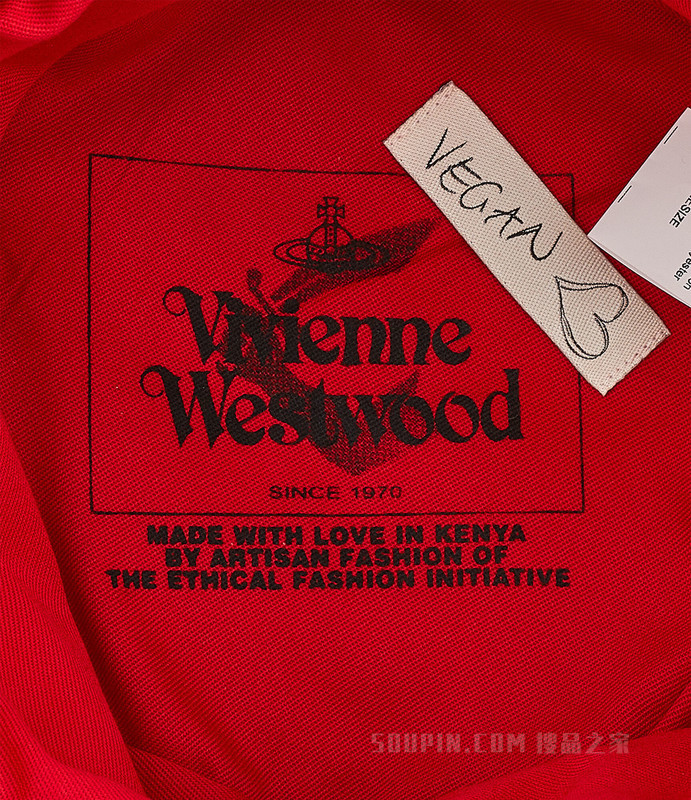 VEGAN
ESIZE
Vivienne
Westwood
SINCE 1970
MADE WITH LOVE IN KENYA
BY ARTISAN FASHION OF
THE ETHICAL FASHION INITIATIVE
SOUPIN.COM 搜品之家